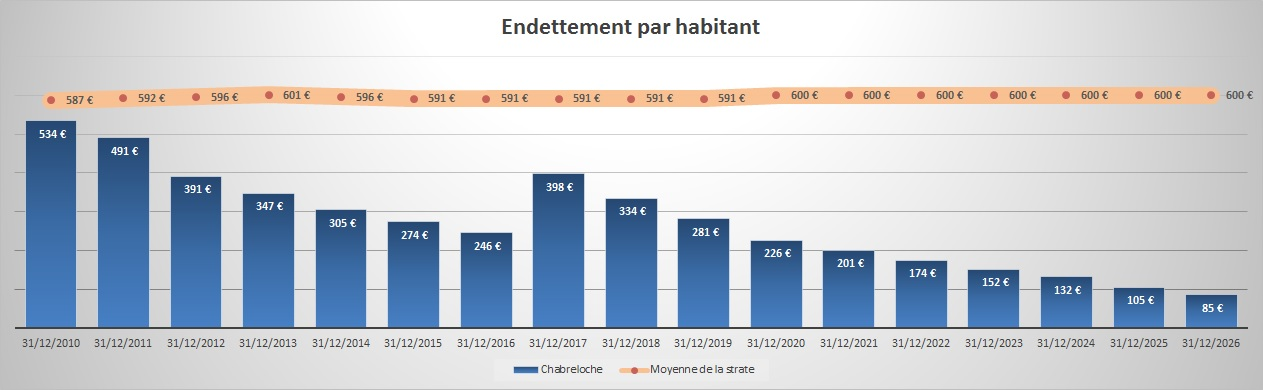 Endettement par habitant
587 € 592 € 596 € 601 € 596 € 591 € 591 € 591 € 591 € 591 € 600 € 600 € 600 € 600 € 600 € 600 € 600 €
534 € 491 € 391 € 347 € 305 € 274 € 246 € 398 € 334 € 281 € 226 € 201 € 174 € 152 € 132 € 105 € 85 €
31/12/2010 31/12/2011 31/12/2012 31/12/2013 31/12/2014 31/12/2015 31/12/2016 31/12/2017 31/12/2018 31/12/2019 31/12/2020 31/12/2021 31/12/2022 31/12/2023 31/12/2024 31/12/2025 31/12/2026
Chabreloche Moyenne de la strate